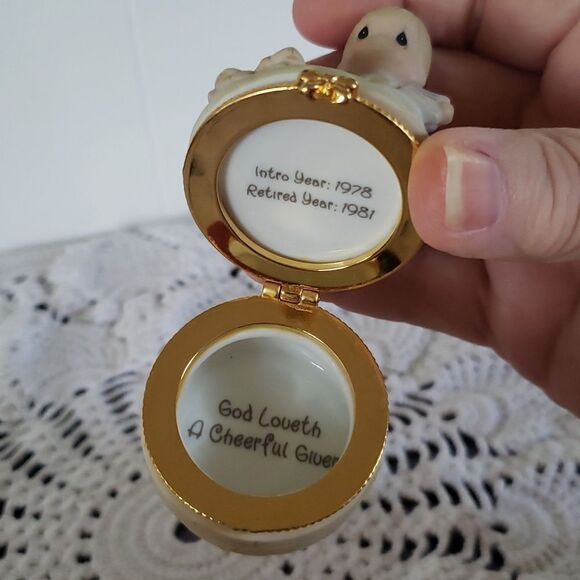 Intro Year: 1978
Retired Year: 1981
God Loveth
A Cheerful Giver